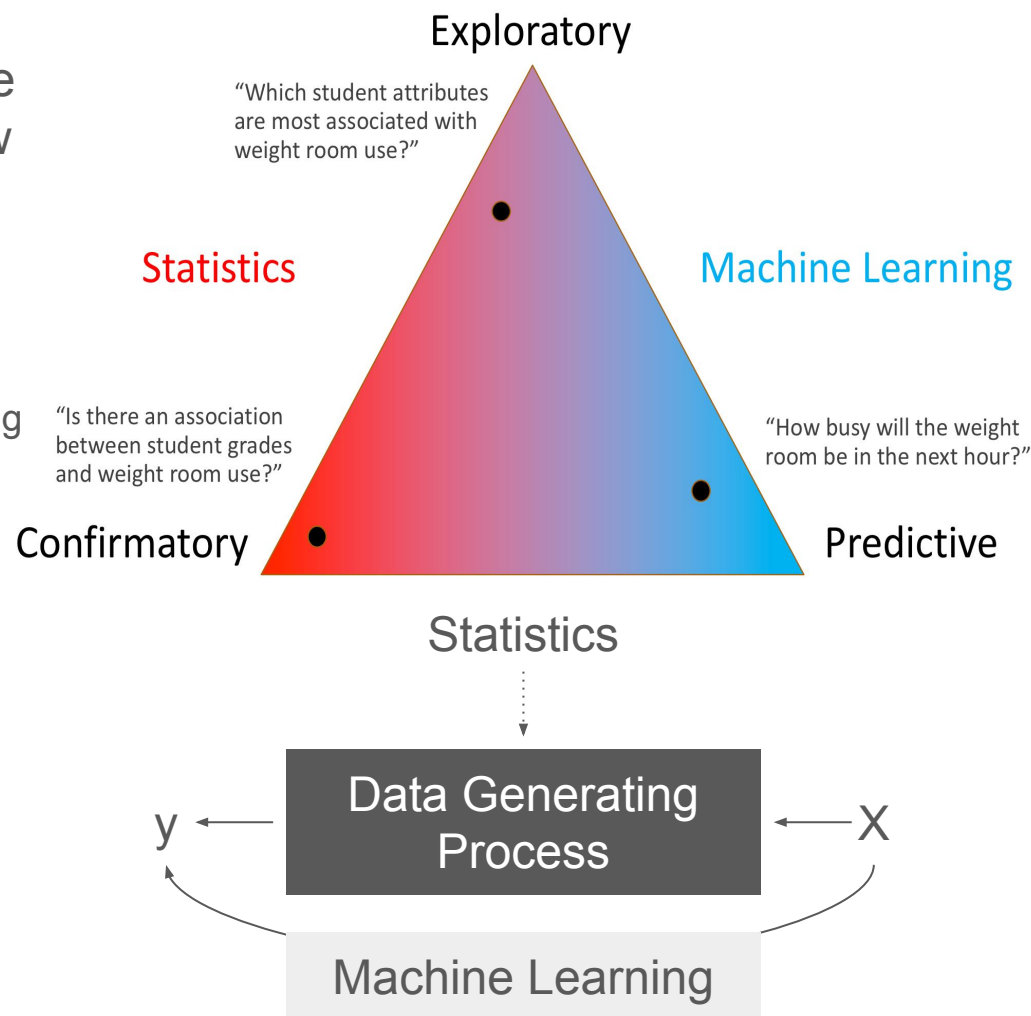 Exploratory
e
w
“Which student attributes
are most associated with
weight room use?”
Statistics
Machine Learning
g
“Is there an association
between student grades
and weight room use?”
“How busy will the weight
room be in the next hour?”
Confirmatory
Predictive
Statistics
Data Generating
Process
y
X
Machine Learning